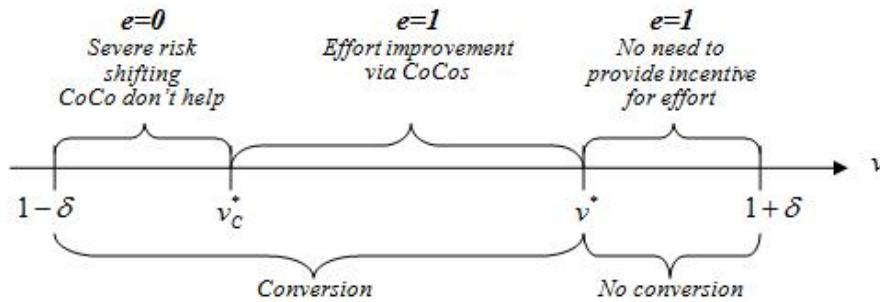 e=0
Severe risk
shifting
CoCo don't help
e=1
Effort improvement
via CoCos
e=1
No need to
provide incentive
for effort
1−δ
v*C
v*
1+δ
v
Conversion
No conversion